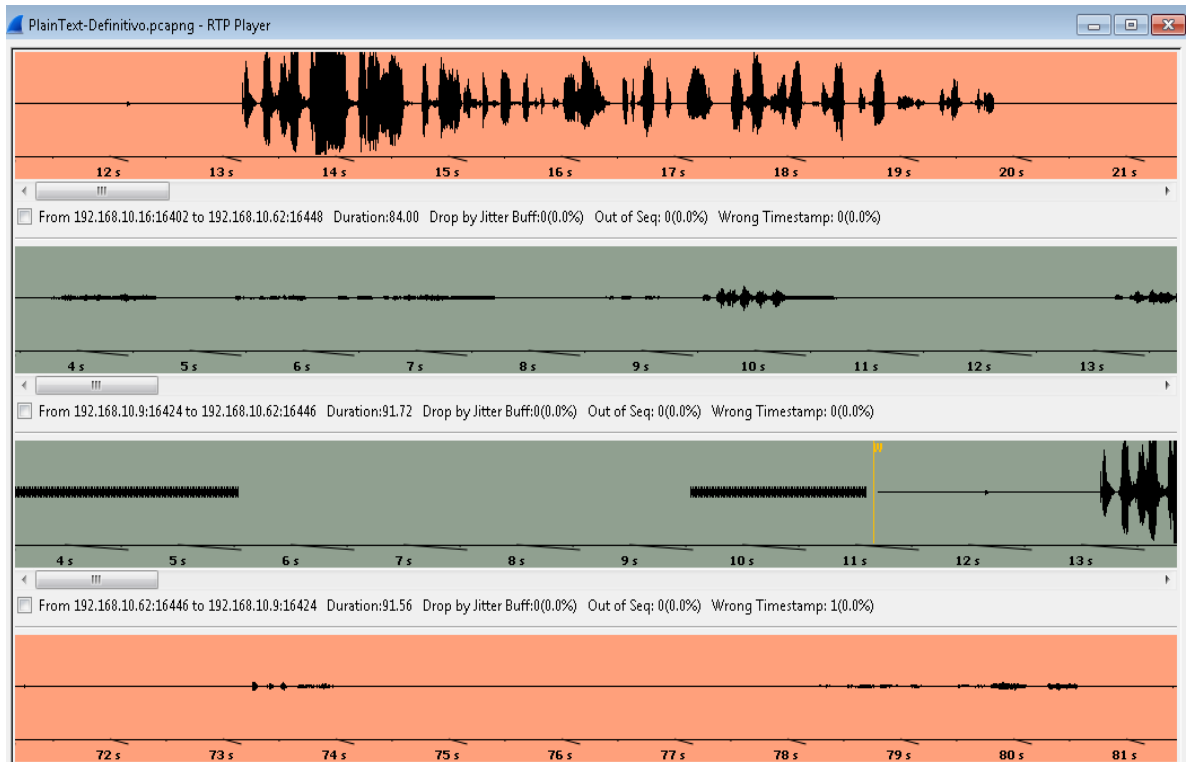 PlainText-Definitivo.pcapng - RTP Player
12 s 13 s 14 s 15 s 16 s 17 s 18 s 19 s 20 s 21 s
From 192.168.10.16:16402 to 192.168.10.62:16448 Duration:84.00 Drop by Jitter Buff:0(0.0%) Out of Seq: 0(0.0%) Wrong Timestamp: 0(0.0%)
4 s 5 s 6 s 7 s 8 s 9 s 10 s 11 s 12 s 13 s
From 192.168.10.9:16424 to 192.168.10.62:16446 Duration:91.72 Drop by Jitter Buff:0(0.0%) Out of Seq: 0(0.0%) Wrong Timestamp: 0(0.0%)
W
4 s 5 s 6 s 7 s 8 s 9 s 10 s 11 s 12 s 13 s
From 192.168.10.62:16446 to 192.168.10.9:16424 Duration:91.56 Drop by Jitter Buff:0(0.0%) Out of Seq: 0(0.0%) Wrong Timestamp: 1(0.0%)
72 s 73 s 74 s 75 s 76 s 77 s 78 s 79 s 80 s 81 s